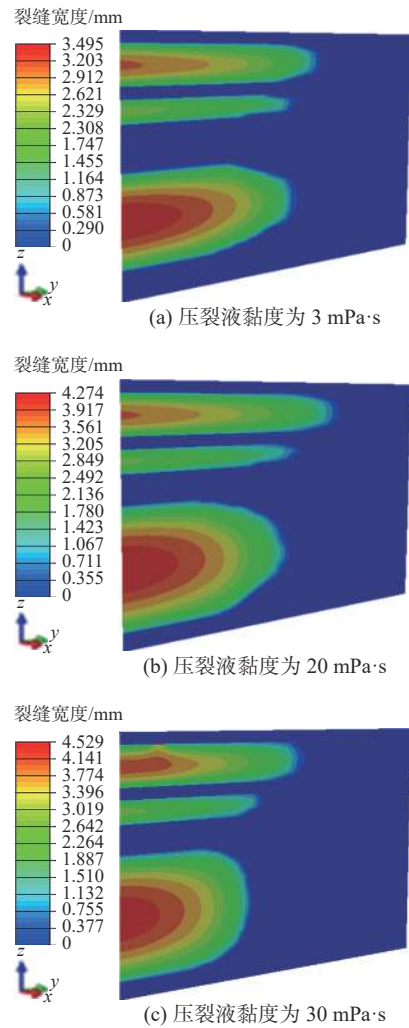 裂缝宽度/mm
3.495
3.203
2.912
2.621
2.329
2.308
1.747
1.455
1.164
0.873
0.581
0.290
0
z
y
x
(a) 压裂液黏度为 3 mPa·s
裂缝宽度/mm
4.274
3.917
3.561
3.205
2.849
2.492
2.136
1.780
1.423
1.067
0.711
0.355
0
z
y
x
(b) 压裂液黏度为 20 mPa·s
裂缝宽度/mm
4.529
4.141
3.774
3.396
3.019
2.642
2.264
1.887
1.510
1.132
0.755
0.377
0
z
y
x
(c) 压裂液黏度为 30 mPa·s